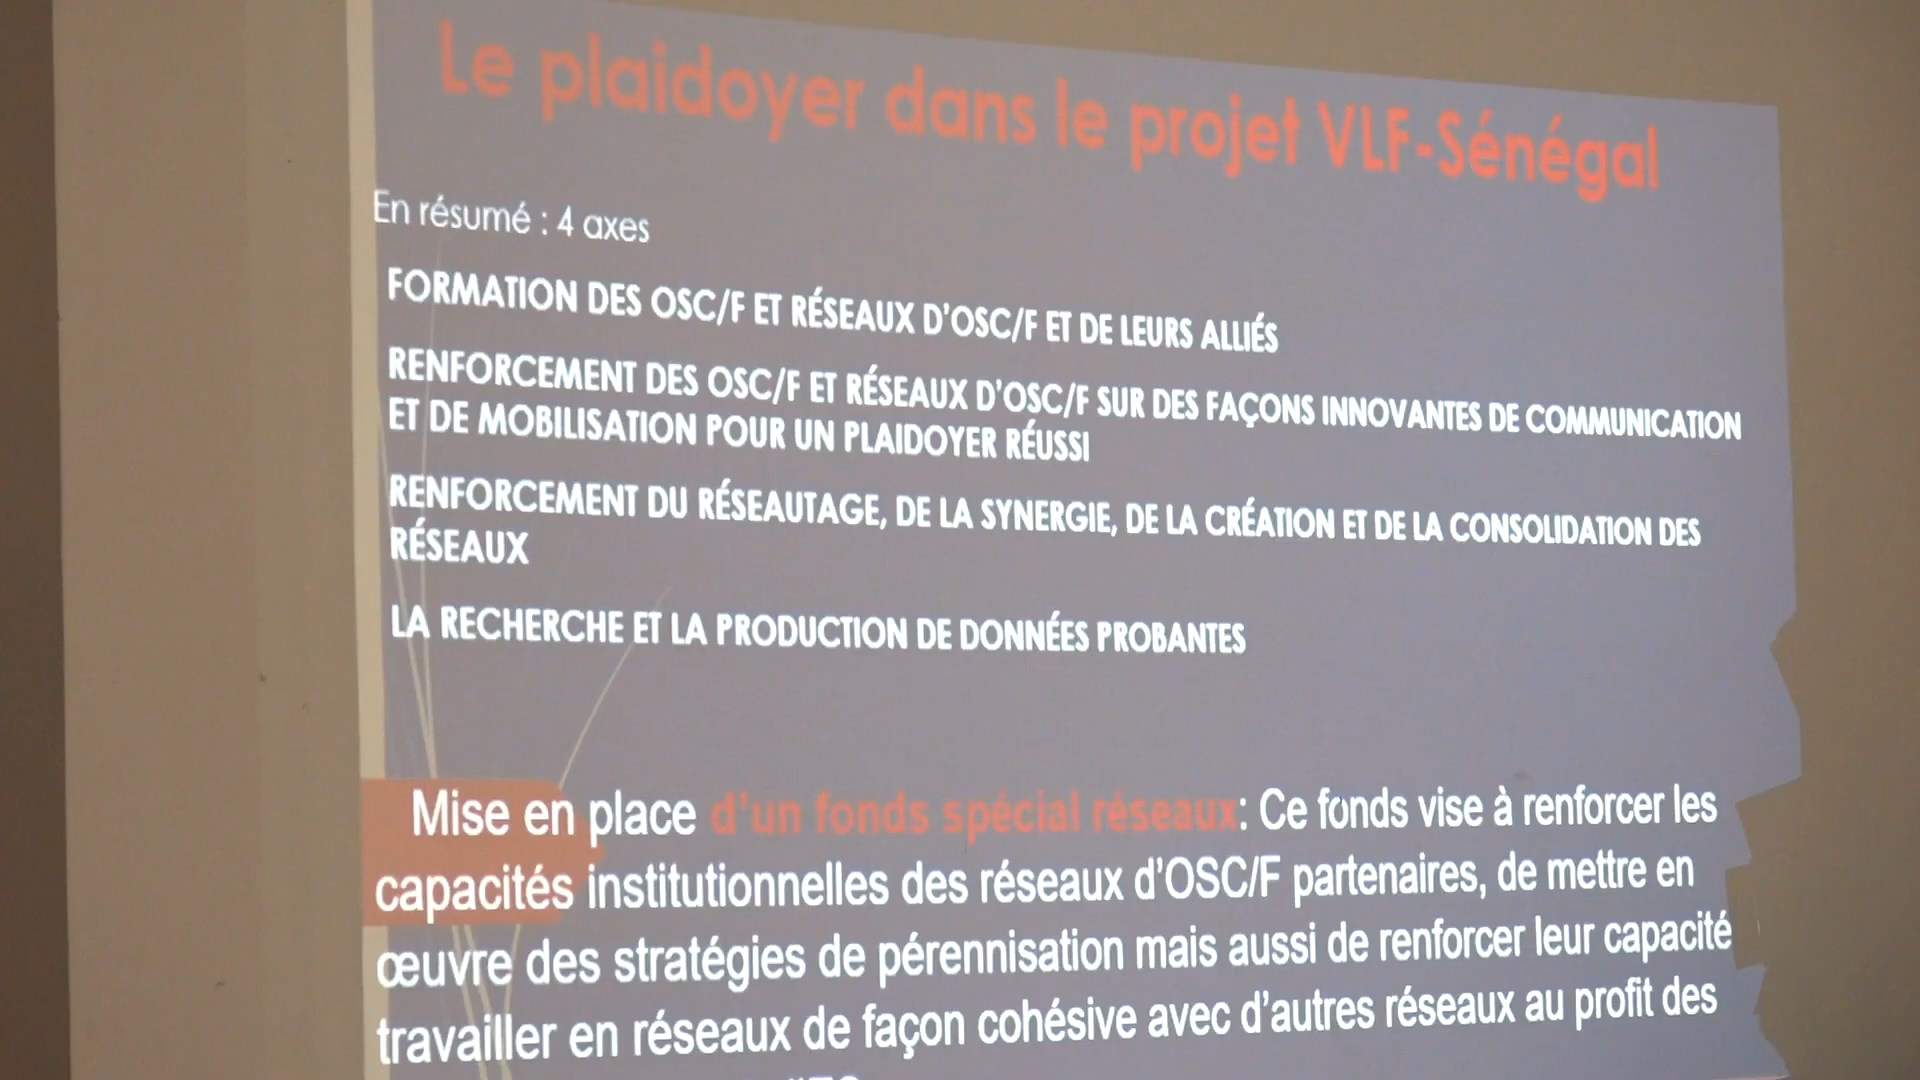 Le plaidoyer dans le projet VLF-Sénégal
En résumé : 4 axes
FORMATION DES OSC/F ET RÉSEAUX D'OSC/F ET DE LEURS ALLIÉS
RENFORCEMENT DES OSC/F ET RÉSEAUX D'OSC/F SUR DES FAÇONS INNOVANTES DE COMMUNICATION
ET DE MOBILISATION POUR UN PLAIDOYER RÉUSSI
RENFORCEMENT DU RÉSEAUTAGE, DE LA SYNERGIE, DE LA CRÉATION ET DE LA CONSOLIDATION DES
RÉSEAUX
LA RECHERCHE ET LA PRODUCTION DE DONNÉES PROBANTES
Mise en place d'un fonds spécial réseaux: Ce fonds vise à renforcer les
capacités institutionnelles des réseaux d'OSC/F partenaires, de mettre en
œuvre des stratégies de pérennisation mais aussi de renforcer leur capacité
travailler en réseaux de façon cohésive avec d'autres réseaux au profit des